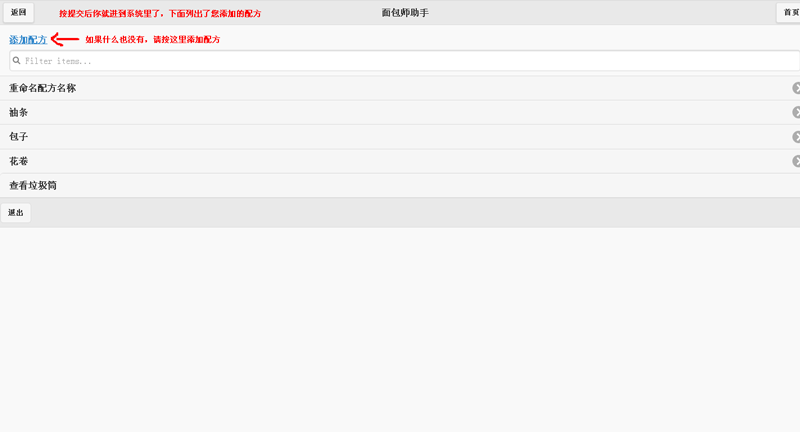 返回
按提交后你就进到系统里了，下面列出了您添加的配方
面包师助手
首页
添加配方
如果什么也没有，请按这里添加配方
Filter items...
重命名配方名称
油条
包子
花卷
查看垃圾筒
退出